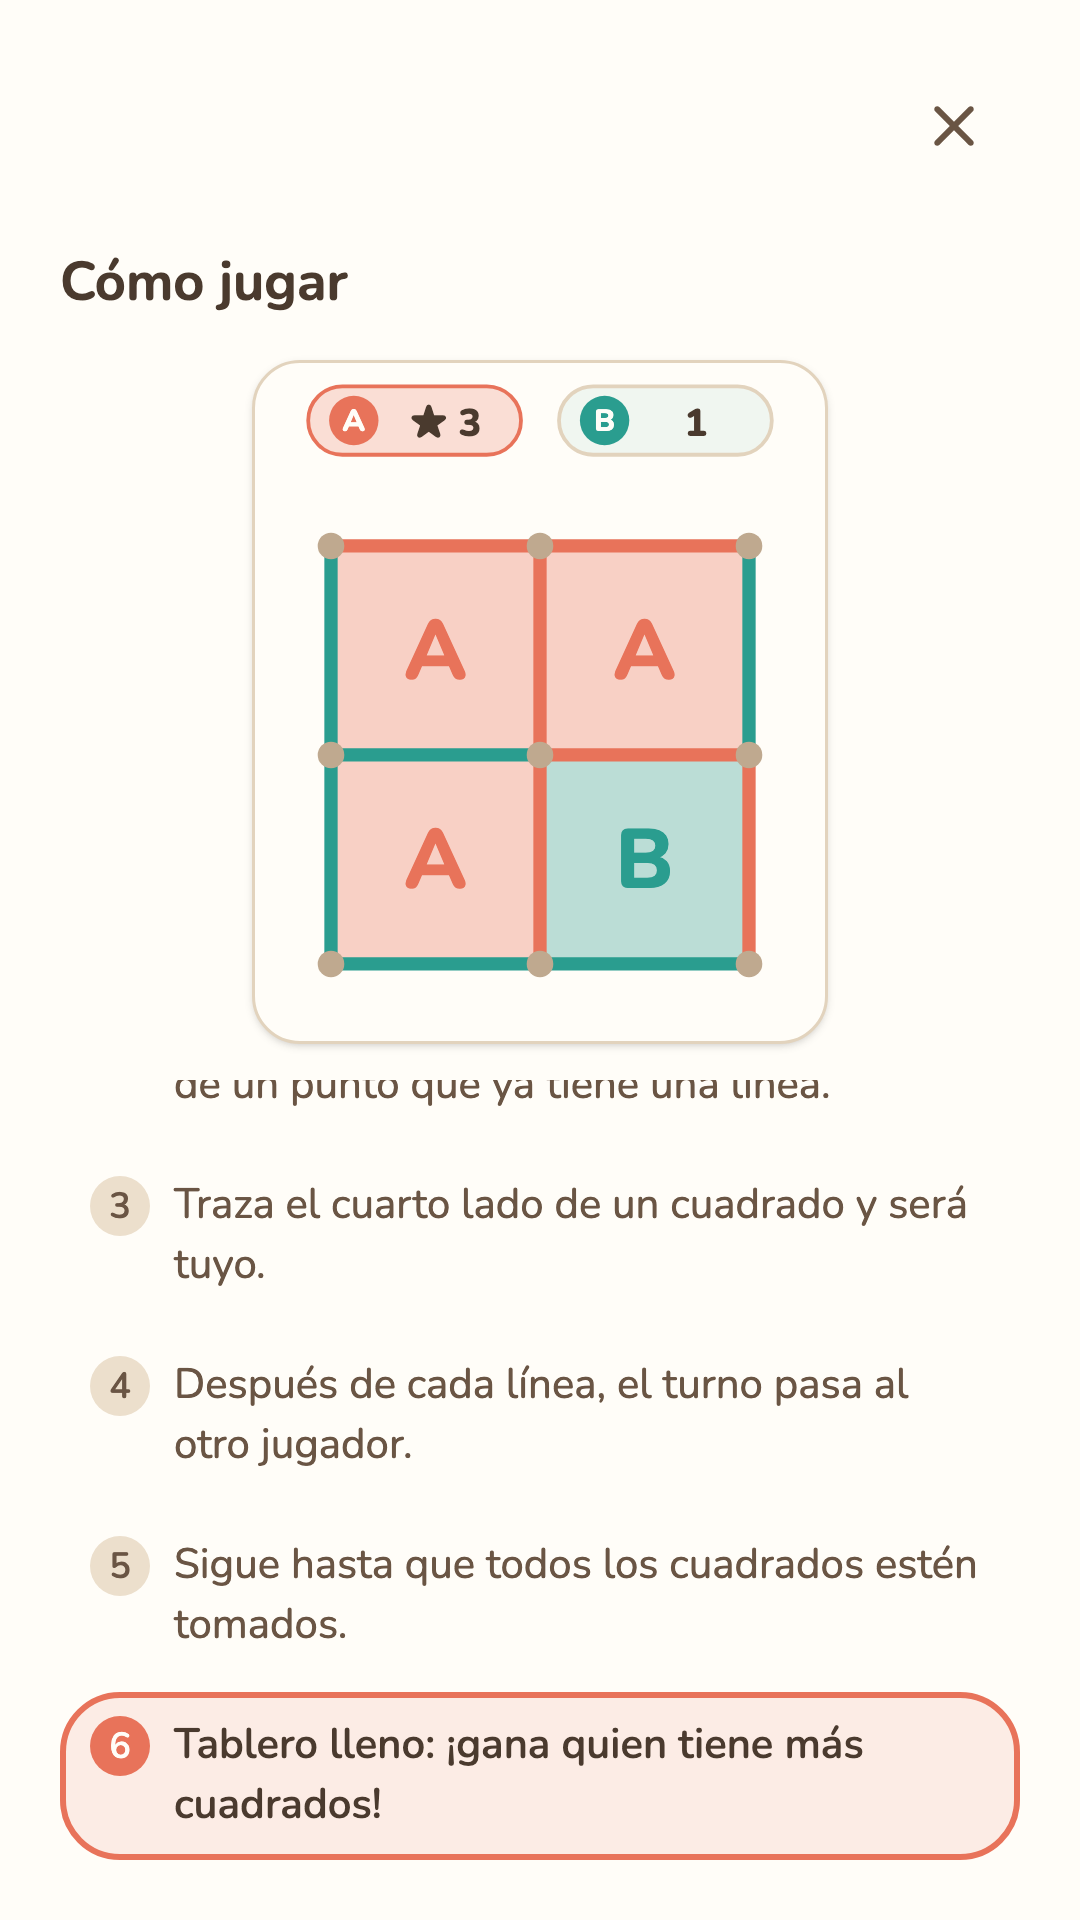 Cómo jugar
A ★ 3 B 1
A A
A B
de un punto que ya tiene una línea.
3 Traza el cuarto lado de un cuadrado y será
tuyo.
4 Después de cada línea, el turno pasa al
otro jugador.
5 Sigue hasta que todos los cuadrados estén
tomados.
6 Tablero lleno: ¡gana quien tiene más
cuadrados!